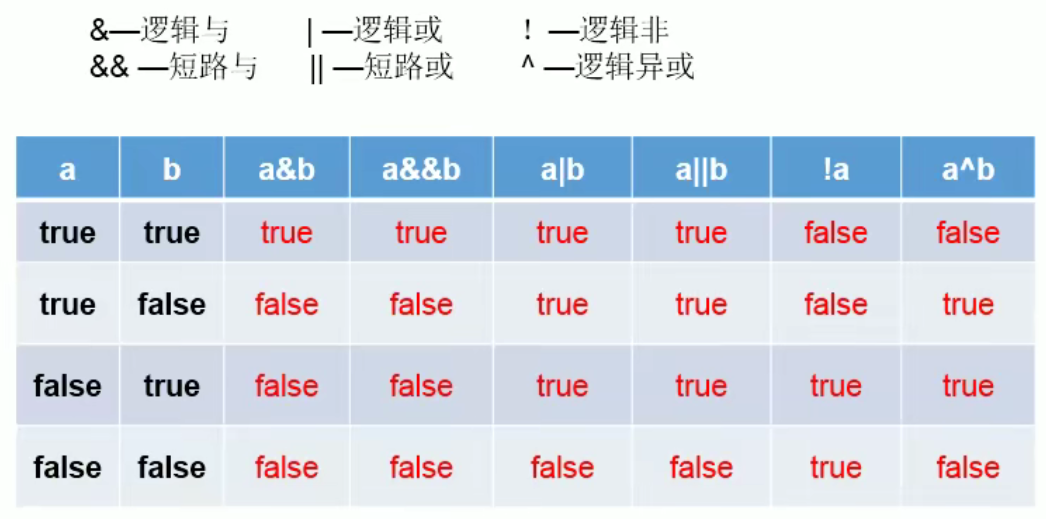 &—逻辑与 | —逻辑或 ! —逻辑非
&& —短路与 || —短路或 ^ —逻辑异或
a b a&b a&&b a|b a||b !a a^b
true true true true true true false false
true false false false true true false true
false true false false true true true true
false false false false false false true false